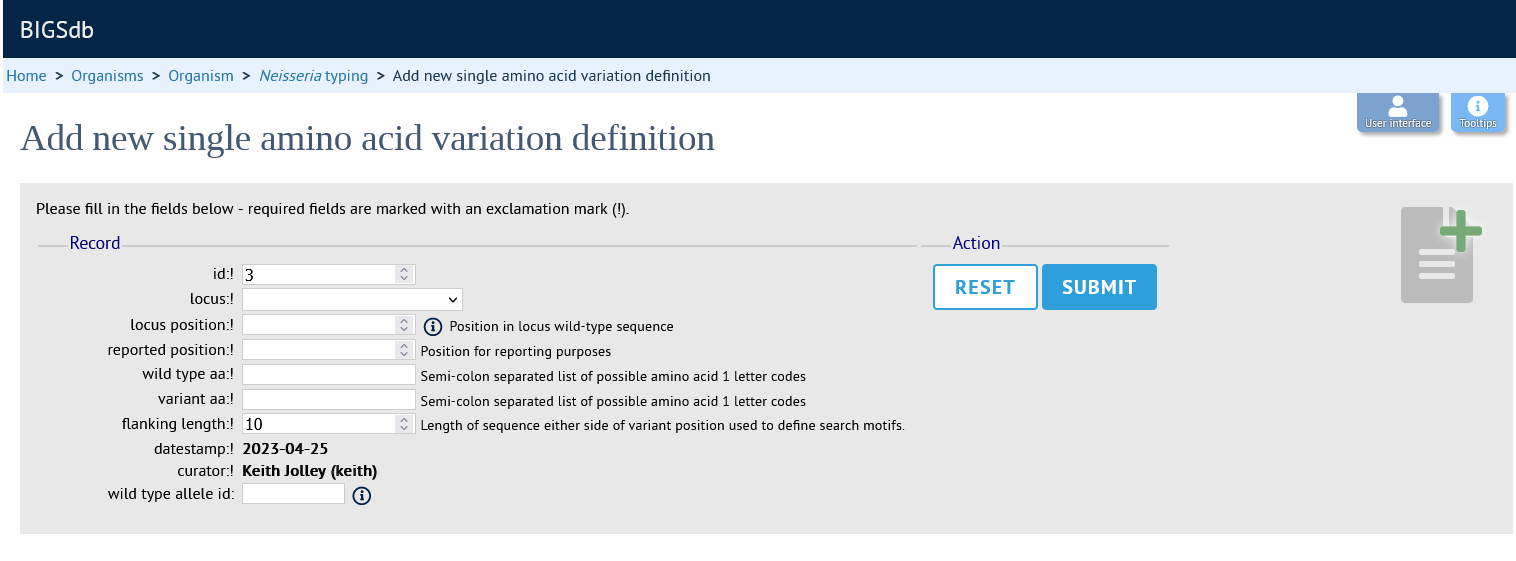 BIGSdb
Home > Organisms > Organism > Neisseria typing > Add new single amino acid variation definition
User interface
Tooltips
Add new single amino acid variation definition
Please fill in the fields below - required fields are marked with an exclamation mark (!).
Record
Action
id:! 3
RESET SUBMIT
locus:!
locus position:! Position in locus wild-type sequence
reported position:! Position for reporting purposes
wild type aa:! Semi-colon separated list of possible amino acid 1 letter codes
variant aa:! Semi-colon separated list of possible amino acid 1 letter codes
flanking length:! 10 Length of sequence either side of variant position used to define search motifs.
datestamp:! 2023-04-25
curator:! Keith Jolley (keith)
wild type allele id: